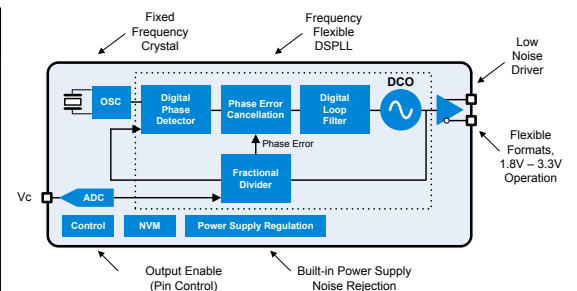 Fixed
Frequency
Crystal
Frequency
Flexible
DSPLL
Low
Noise
Driver
OSC
Digital
Phase
Detector
Phase Error
Cancellation
Digital
Loop
Filter
DCO
Phase Error
Fractional
Divider
Flexible
Formats,
1.8V – 3.3V
Operation
Vc
ADC
Control
NVM
Power Supply Regulation
Output Enable
(Pin Control)
Built-in Power Supply
Noise Rejection